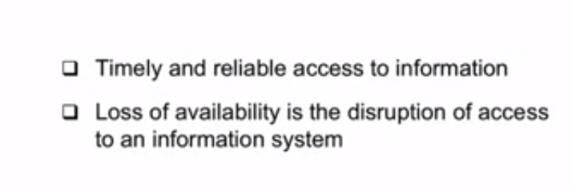 ❑ Timely and reliable access to information
❑ Loss of availability is the disruption of access
to an information system